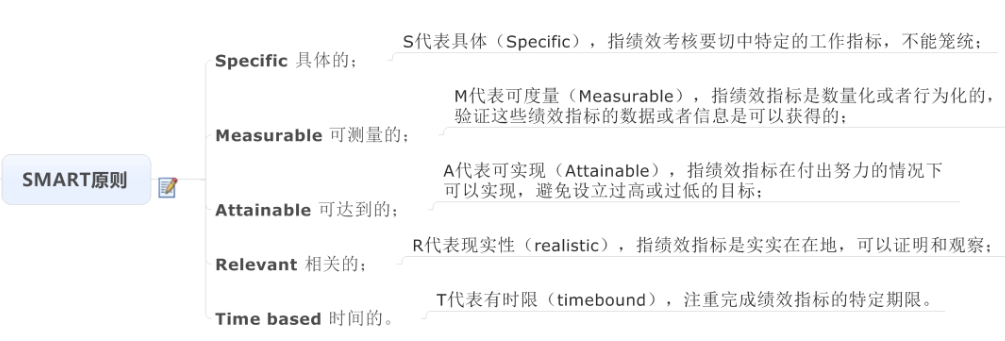 SMART原则
Specific 具体的；
S代表具体（Specific），指绩效考核要切中特定的工作指标，不能笼统；
Measurable 可测量的；
M代表可度量（Measurable），指绩效指标是数量化或者行为化的，
验证这些绩效指标的数据或者信息是可以获得的；
Attainable 可达到的；
A代表可实现（Attainable），指绩效指标在付出努力的情况下
可以实现，避免设立过高或过低的目标；
Relevant 相关的；
R代表现实性（realistic），指绩效指标是实实在在地，可以证明和观察；
Time based 时间的。
T代表有时限（timebound），注重完成绩效指标的特定期限。